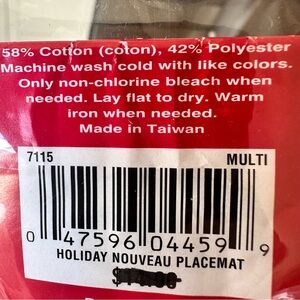 58% Cotton (coton), 42% Polyester
Machine wash cold with like colors.
Only non-chlorine bleach when
needed. Lay flat to dry. Warm
iron when needed.
Made in Taiwan
7115 MULTI
0 47596 04459 9
HOLIDAY NOUVEAU PLACEMAT